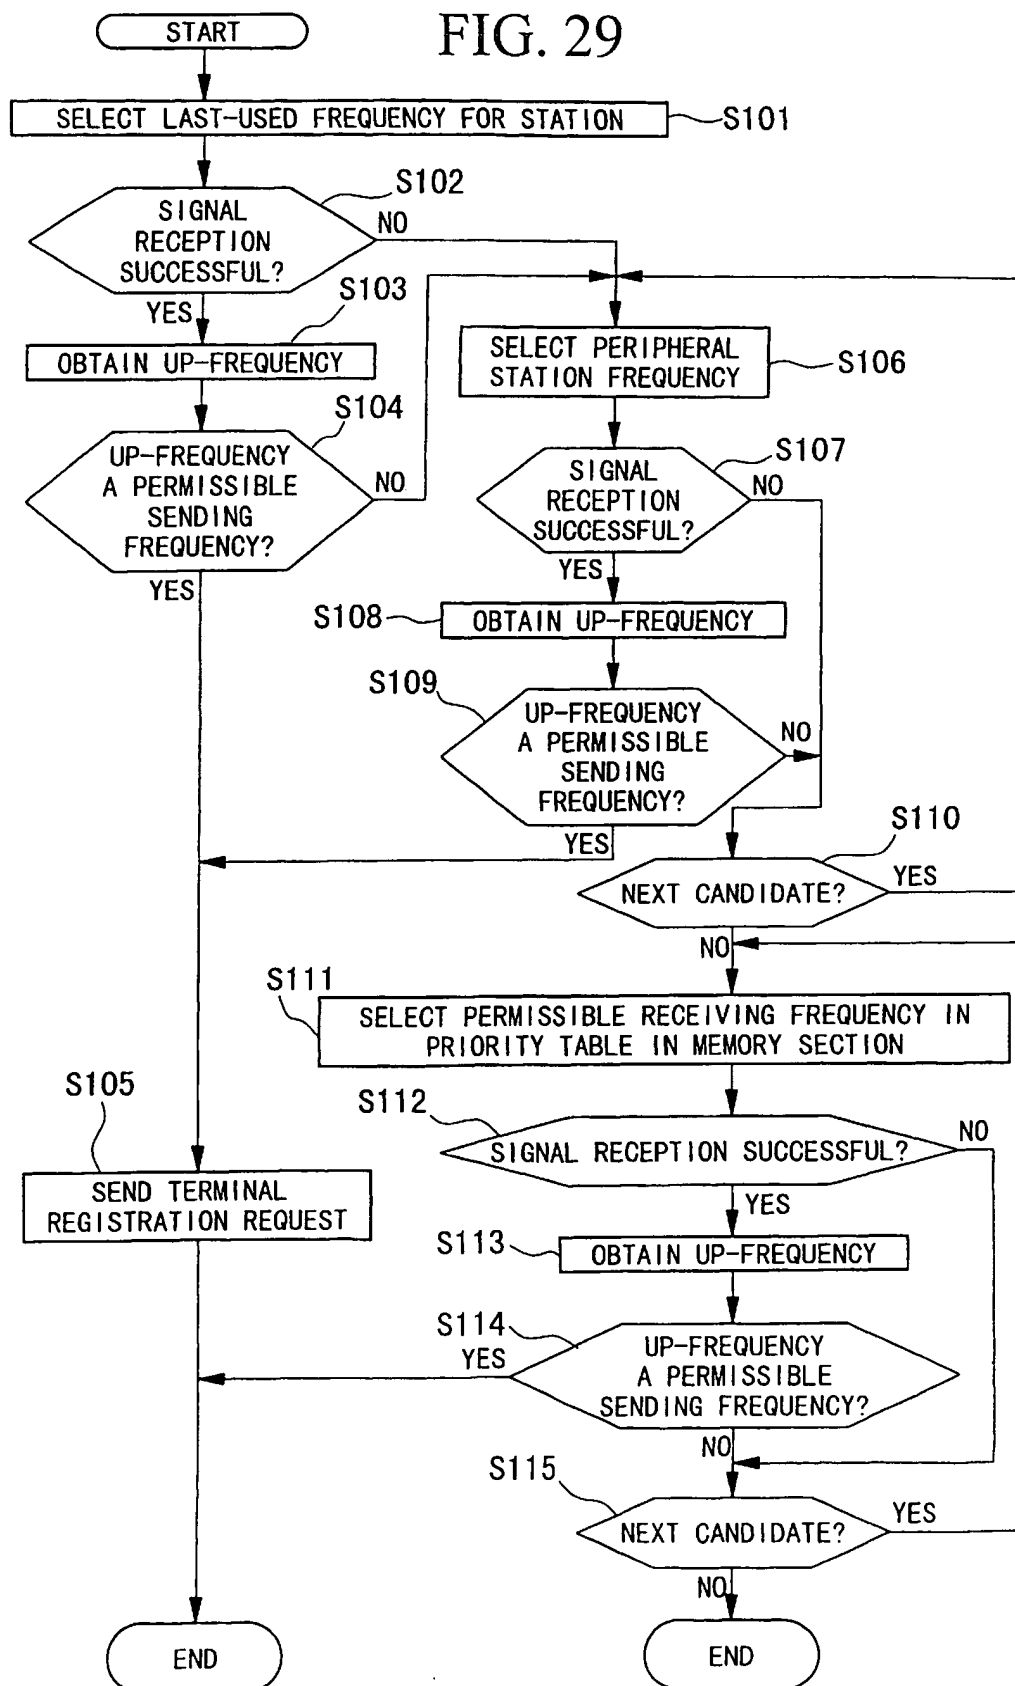 FIG. 29
START
SELECT LAST-USED FREQUENCY FOR STATION
S101
S102
SIGNAL
RECEPTION
SUCCESSFUL?
NO
YES
S103
OBTAIN UP-FREQUENCY
S104
UP-FREQUENCY
A PERMISSIBLE
SENDING
FREQUENCY?
NO
YES
SELECT PERIPHERAL
STATION FREQUENCY
S106
S107
SIGNAL
RECEPTION
SUCCESSFUL?
NO
YES
S108
OBTAIN UP-FREQUENCY
S109
UP-FREQUENCY
A PERMISSIBLE
SENDING
FREQUENCY?
NO
YES
S110
NEXT CANDIDATE?
YES
NO
S111
SELECT PERMISSIBLE RECEIVING FREQUENCY IN
PRIORITY TABLE IN MEMORY SECTION
S105
SEND TERMINAL
REGISTRATION REQUEST
S112
SIGNAL RECEPTION SUCCESSFUL?
NO
YES
S113
OBTAIN UP-FREQUENCY
S114
YES
UP-FREQUENCY
A PERMISSIBLE
SENDING FREQUENCY?
NO
S115
NEXT CANDIDATE?
YES
NO
END
END